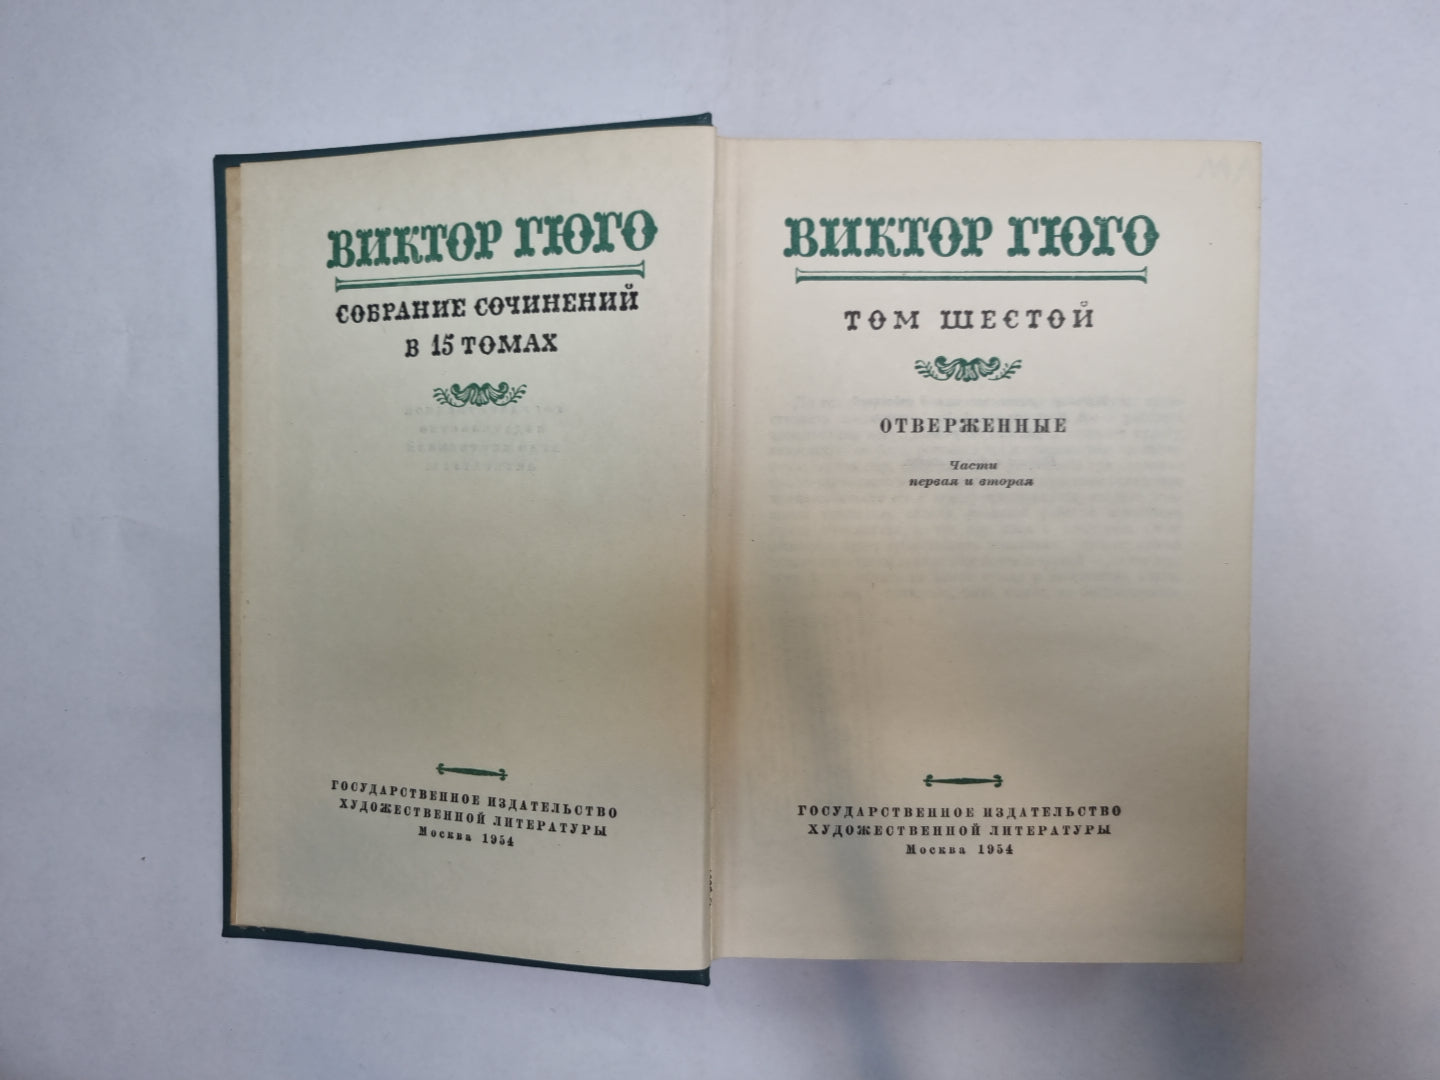 ВИКТОР ГЮГО
СОБРАНИЕ СОЧИНЕНИЙ
В 15 ТОМАХ
ГОСУДАРСТВЕННОЕ ИЗДАТЕЛЬСТВО
ХУДОЖЕСТВЕННОЙ ЛИТЕРАТУРЫ
Москва 1954
ВИКТОР ГЮГО
ТОМ ШЕСТОЙ
ОТВЕРЖЕННЫЕ
Части
первая и вторая
ГОСУДАРСТВЕННОЕ ИЗДАТЕЛЬСТВО
ХУДОЖЕСТВЕННОЙ ЛИТЕРАТУРЫ
Москва 1954